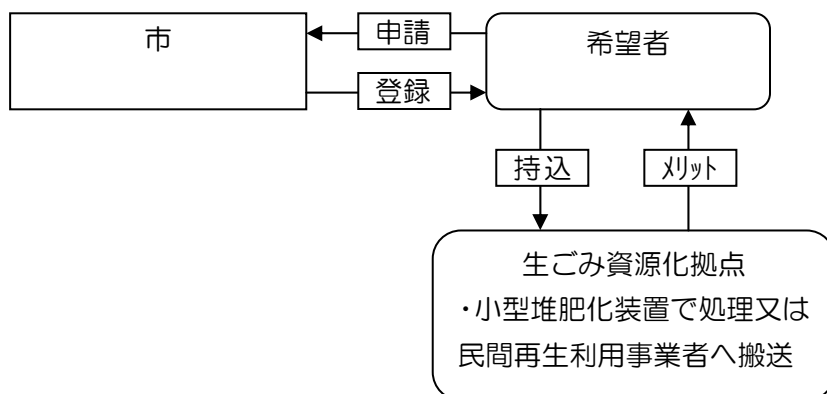 市
申請
希望者
登録
持込
メリット
生ごみ資源化拠点
・小型堆肥化装置で処理又は
民間再生利用事業者へ搬送